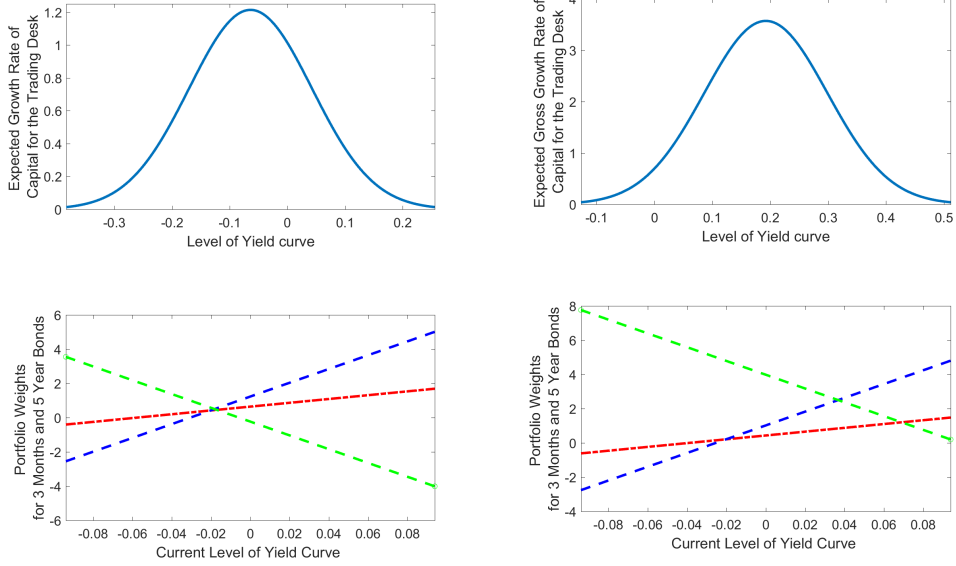 Expected Growth Rate of
Capital for the Trading Desk
1.2
1
0.8
0.6
0.4
0.2
0
-0.3 -0.2 -0.1 0 0.1 0.2
Level of Yield curve
Expected Gross Growth Rate of
Capital for the Trading Desk
4
3
2
1
0
-0.1 0 0.1 0.2 0.3 0.4 0.5
Level of Yield curve
Portfolio Weights
for 3 Months and 5 Year Bonds
6
4
2
0
-2
-4
-6
-0.08 -0.06 -0.04 -0.02 0 0.02 0.04 0.06 0.08
Current Level of Yield Curve
Portfolio Weights
for 3 Months and 5 Year Bonds
8
6
4
2
0
-2
-4
-0.08 -0.06 -0.04 -0.02 0 0.02 0.04 0.06 0.08
Current Level of Yield Curve